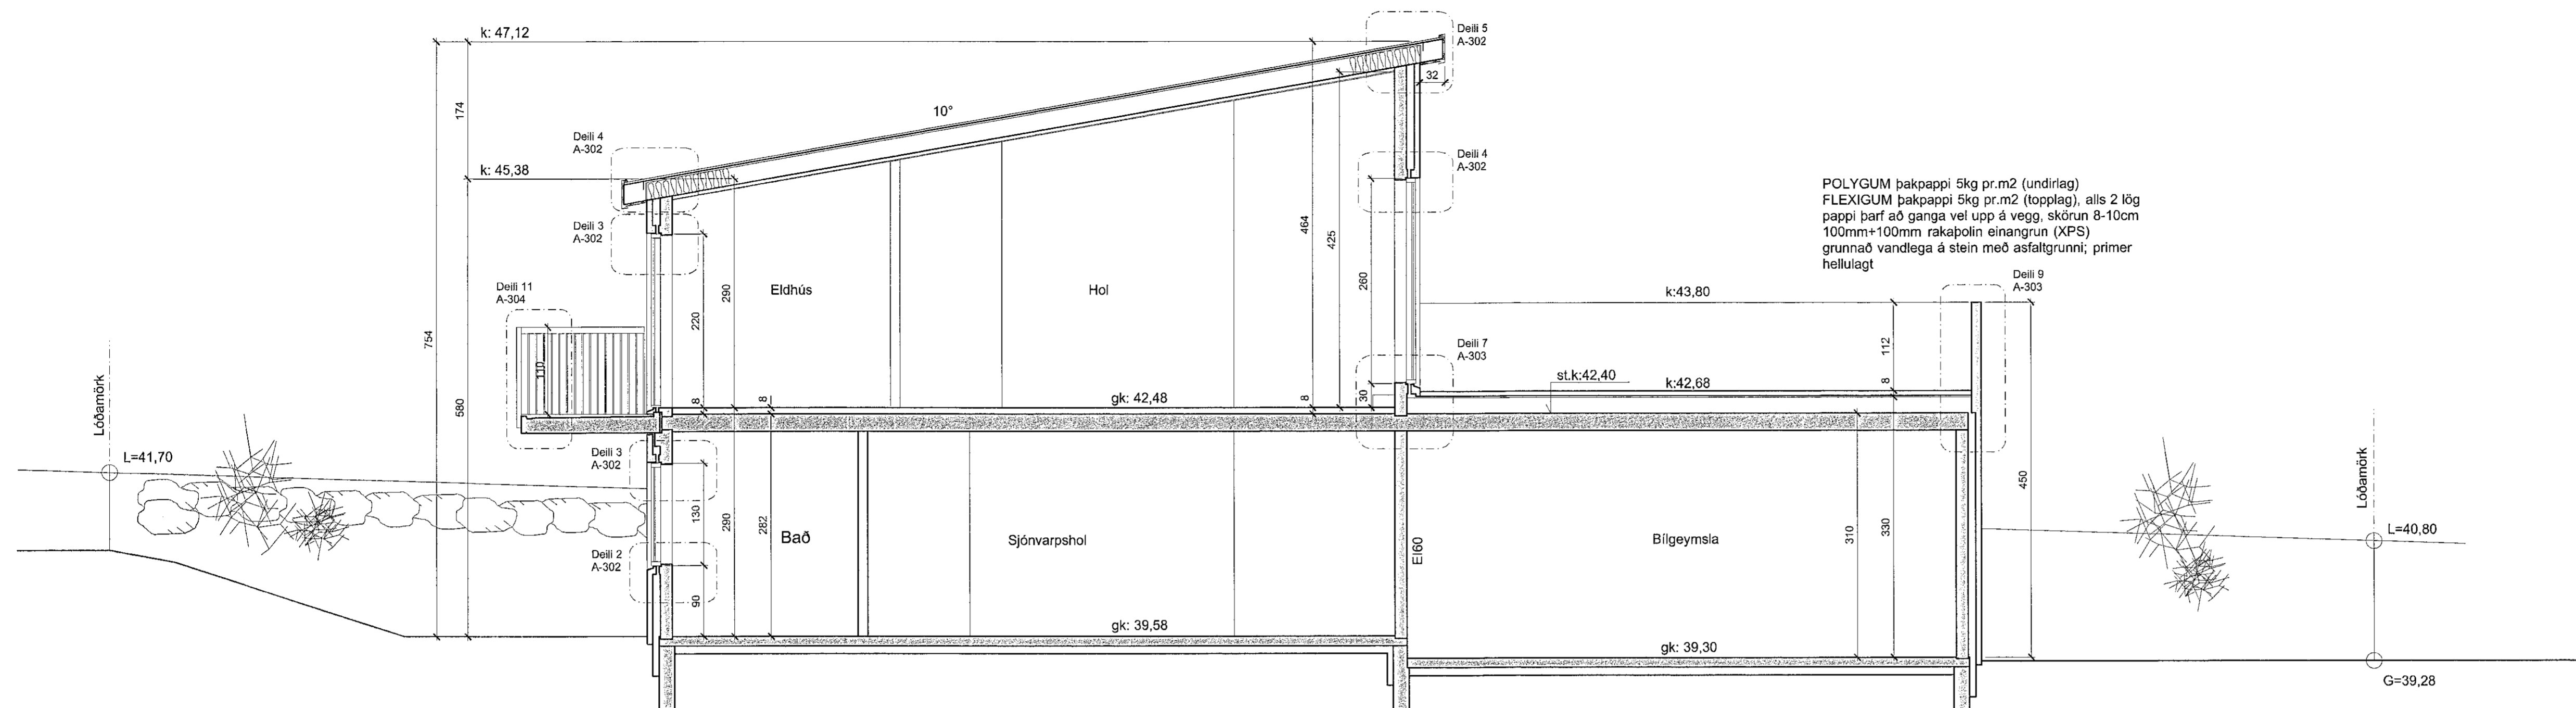 k: 47,12
Deili 5
A-302
32
174
10°
Deili 4
A-302
Deili 4
A-302
k: 45,38
POLYGUM þakpappi 5kg pr.m2 (undirlag)
FLEXIGUM þakpappi 5kg pr.m2 (topplag), alls 2 lög
pappi þarf að ganga vel upp á vegg, skörun 8-10cm
100mm+100mm rakaþolin einangrun (XPS)
grunnað vandlega á stein með asfaltgrunni; primer
hellulagt
Deili 3
A-302
464
425
260
Deili 11
A-304
290
220
Eldhús
Hol
k:43,80
Deili 9
A-303
754
110
Deili 7
A-303
112
st.k:42,40
k:42,68
8
580
8
8
gk: 42,48
8
30
Lóðamörk
L=41,70
Deili 3
A-302
130
290
282
Bað
Sjónvarpshol
EI60
Bílgeymsla
310
330
450
Lóðamörk
L=40,80
Deili 2
A-302
90
gk: 39,58
gk: 39,30
G=39,28